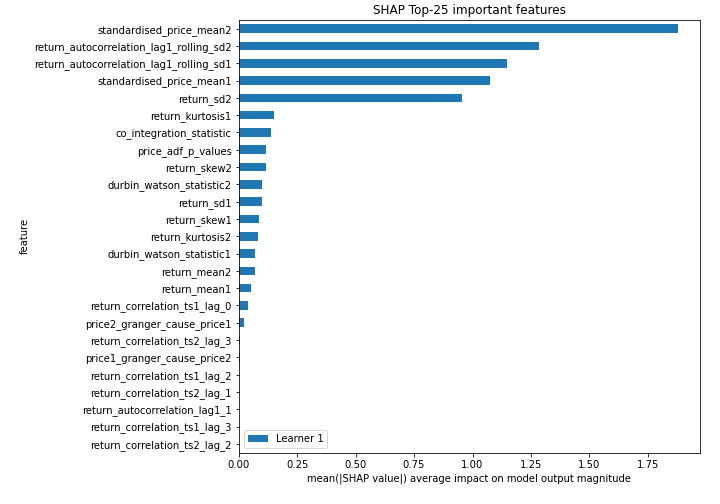 SHAP Top-25 important features
standardised_price_mean2
return_autocorrelation_lag1_rolling_sd2
return_autocorrelation_lag1_rolling_sd1
standardised_price_mean1
return_sd2
return_kurtosis1
co_integration_statistic
price_adf_p_values
return_skew2
durbin_watson_statistic2
return_sd1
return_skew1
return_kurtosis2
durbin_watson_statistic1
return_mean2
return_mean1
return_correlation_ts1_lag_0
price2_granger_cause_price1
return_correlation_ts2_lag_3
price1_granger_cause_price2
return_correlation_ts1_lag_2
return_correlation_ts2_lag_1
return_autocorrelation_lag1_1
return_correlation_ts1_lag_3
return_correlation_ts2_lag_2
feature
Learner 1
0.00 0.25 0.50 0.75 1.00 1.25 1.50 1.75
mean(|SHAP value|) average impact on model output magnitude